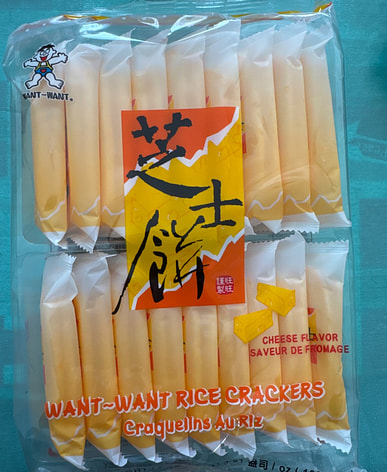 WANT-WANT®
芝士餅
CHEESE FLAVOR
SAVEUR DE FROMAGE
WANT-WANT RICE CRACKERS
Craquelins Au Riz